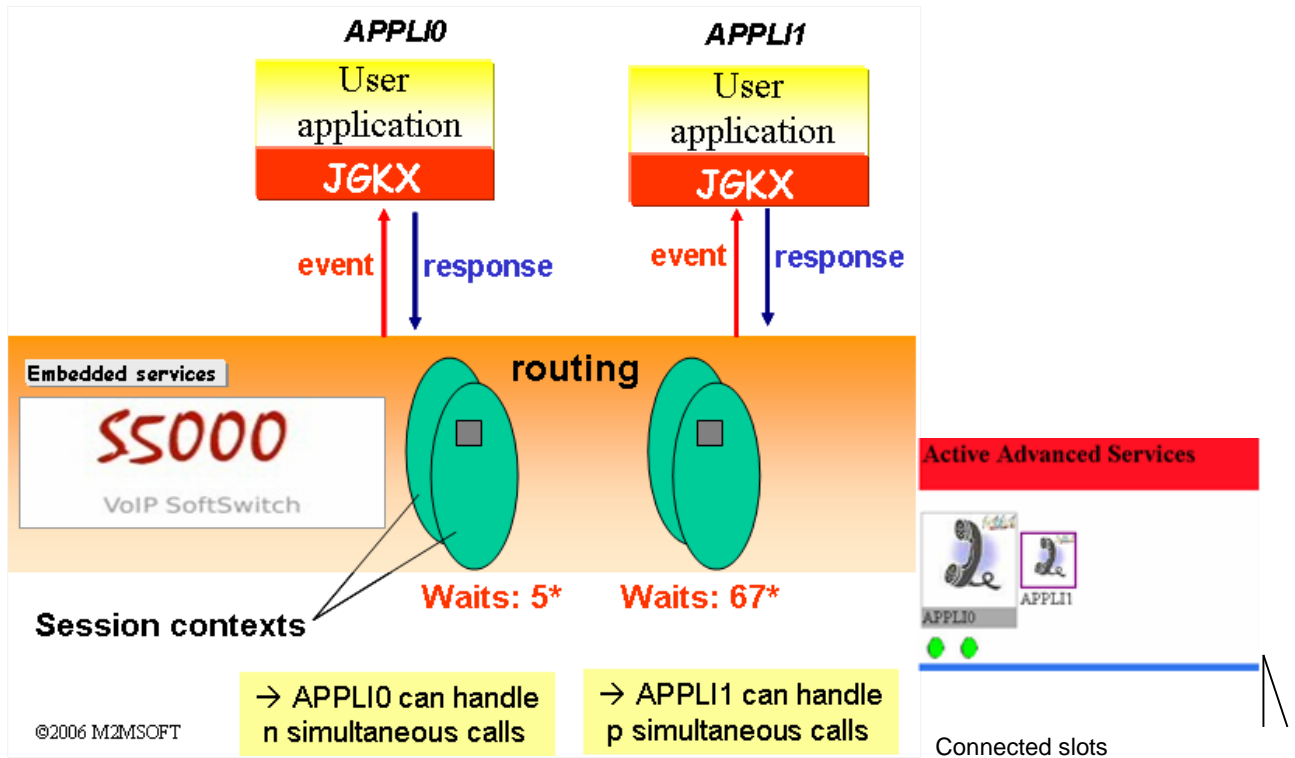 APPLI0
APPLI1
User
application
JGKX
User
application
JGKX
event
response
event
response
routing
Embedded services
S5000
VoIP SoftSwitch
Active Advanced Services
APPLI0
APPLI1
Waits: 5*
Waits: 67*
Session contexts
→ APPLI0 can handle
n simultaneous calls
→ APPLI1 can handle
p simultaneous calls
©2006 M2MSOFT
Connected slots